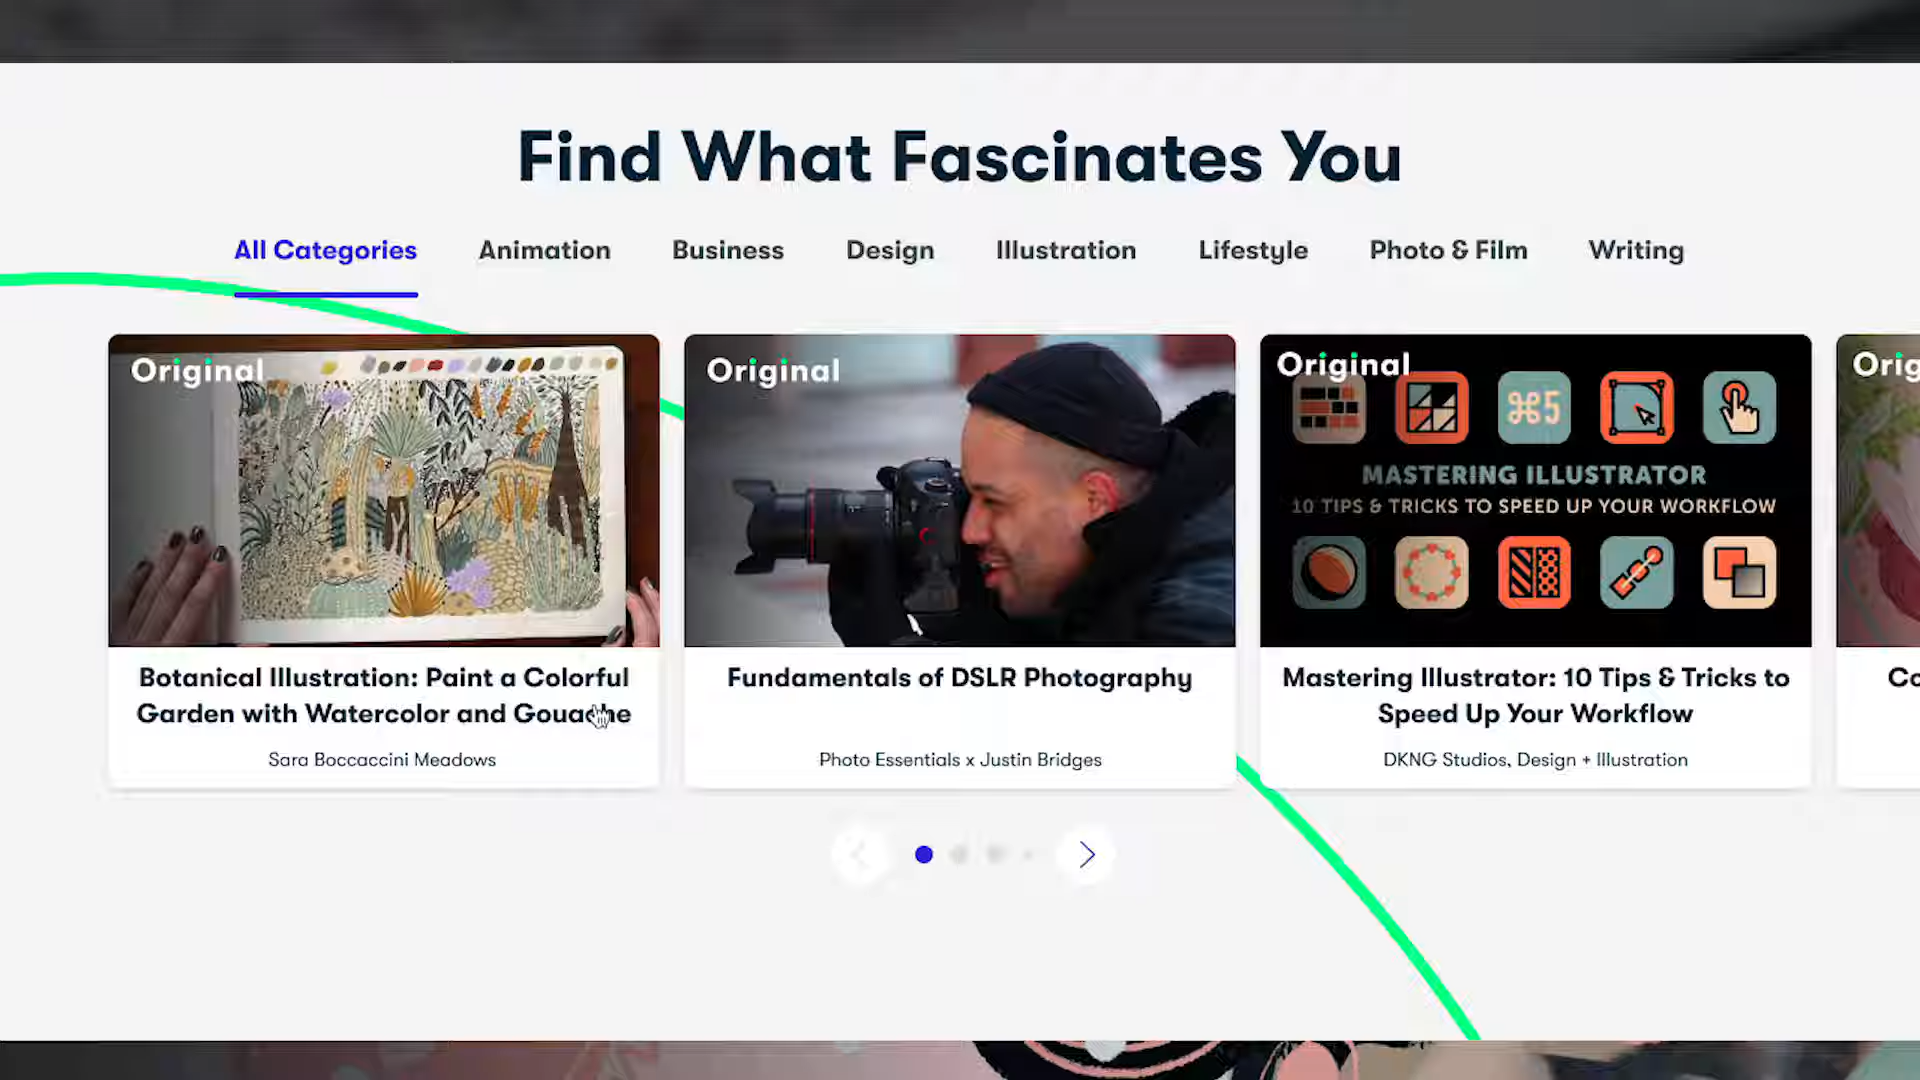 Find What Fascinates You
All Categories Animation Business Design Illustration Lifestyle Photo & Film Writing
Original
Original
Original
⌘5
MASTERING ILLUSTRATOR
10 TIPS & TRICKS TO SPEED UP YOUR WORKFLOW
Botanical Illustration: Paint a Colorful
Garden with Watercolor and Gouache
Sara Boccaccini Meadows
Fundamentals of DSLR Photography
Photo Essentials x Justin Bridges
Mastering Illustrator: 10 Tips & Tricks to
Speed Up Your Workflow
DKNG Studios, Design + Illustration